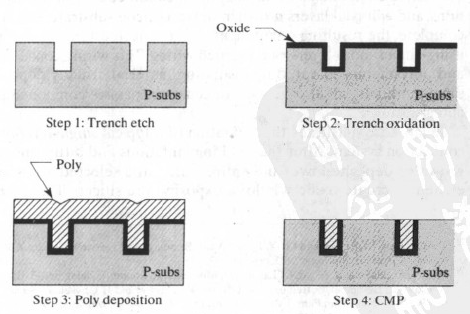 Oxide
P-subs
P-subs
Step 1: Trench etch
Step 2: Trench oxidation
Poly
P-subs
P-subs
Step 3: Poly deposition
Step 4: CMP